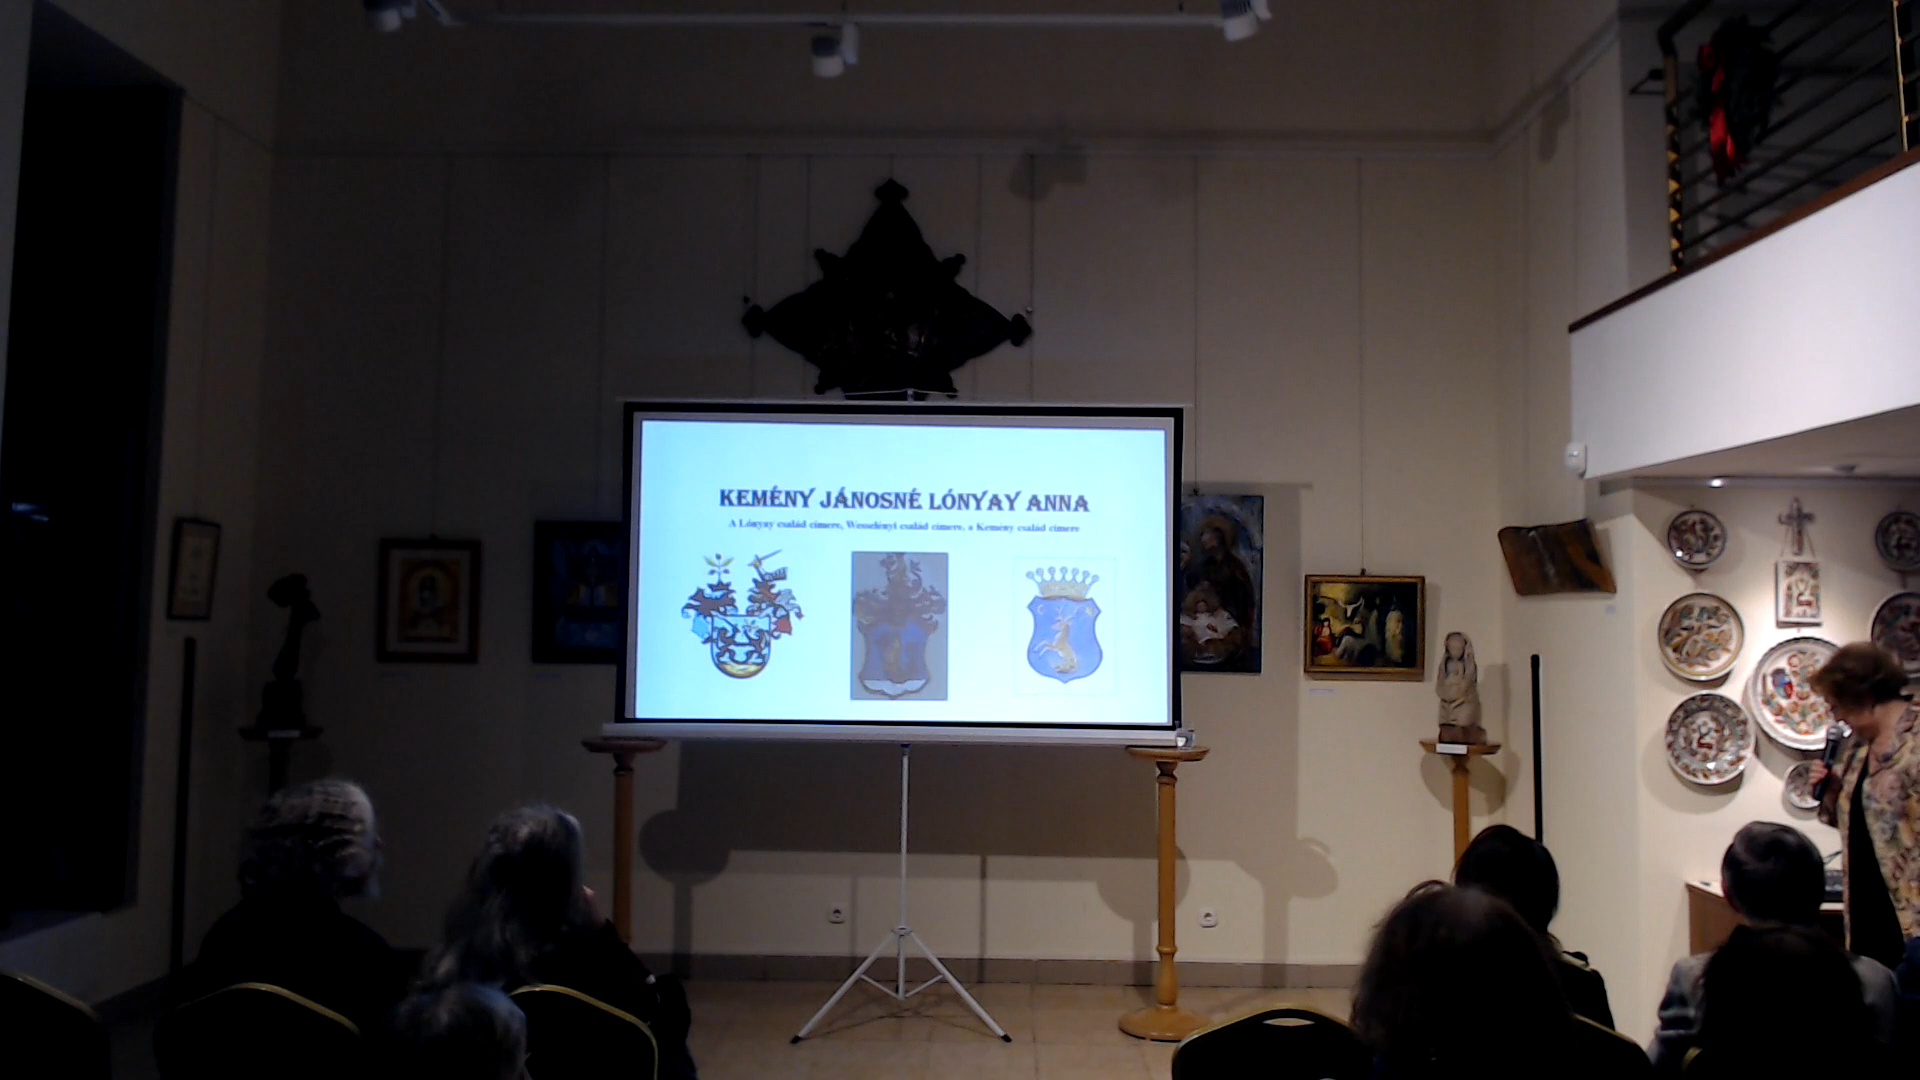 KEMÉNY JÁNOSNÉ LÓNYAY ANNA
A Lónyay család címere, Wesselényi család címere, a Kemény család címere